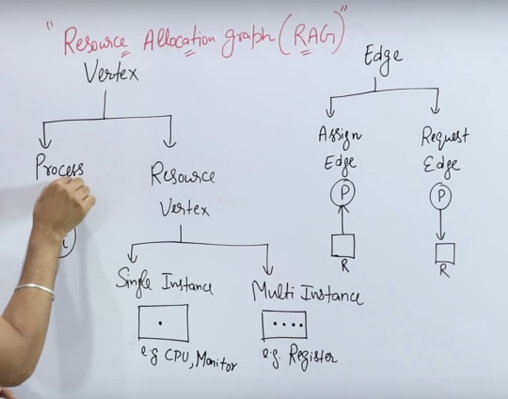 "Resource Allocation graph (RAG)"
Vertex
Process
Resource
Vertex
Single Instance
e.g CPU, Monitor
Multi Instance
e.g. Register
Edge
Assign
Edge
P
R
Request
Edge
P
R